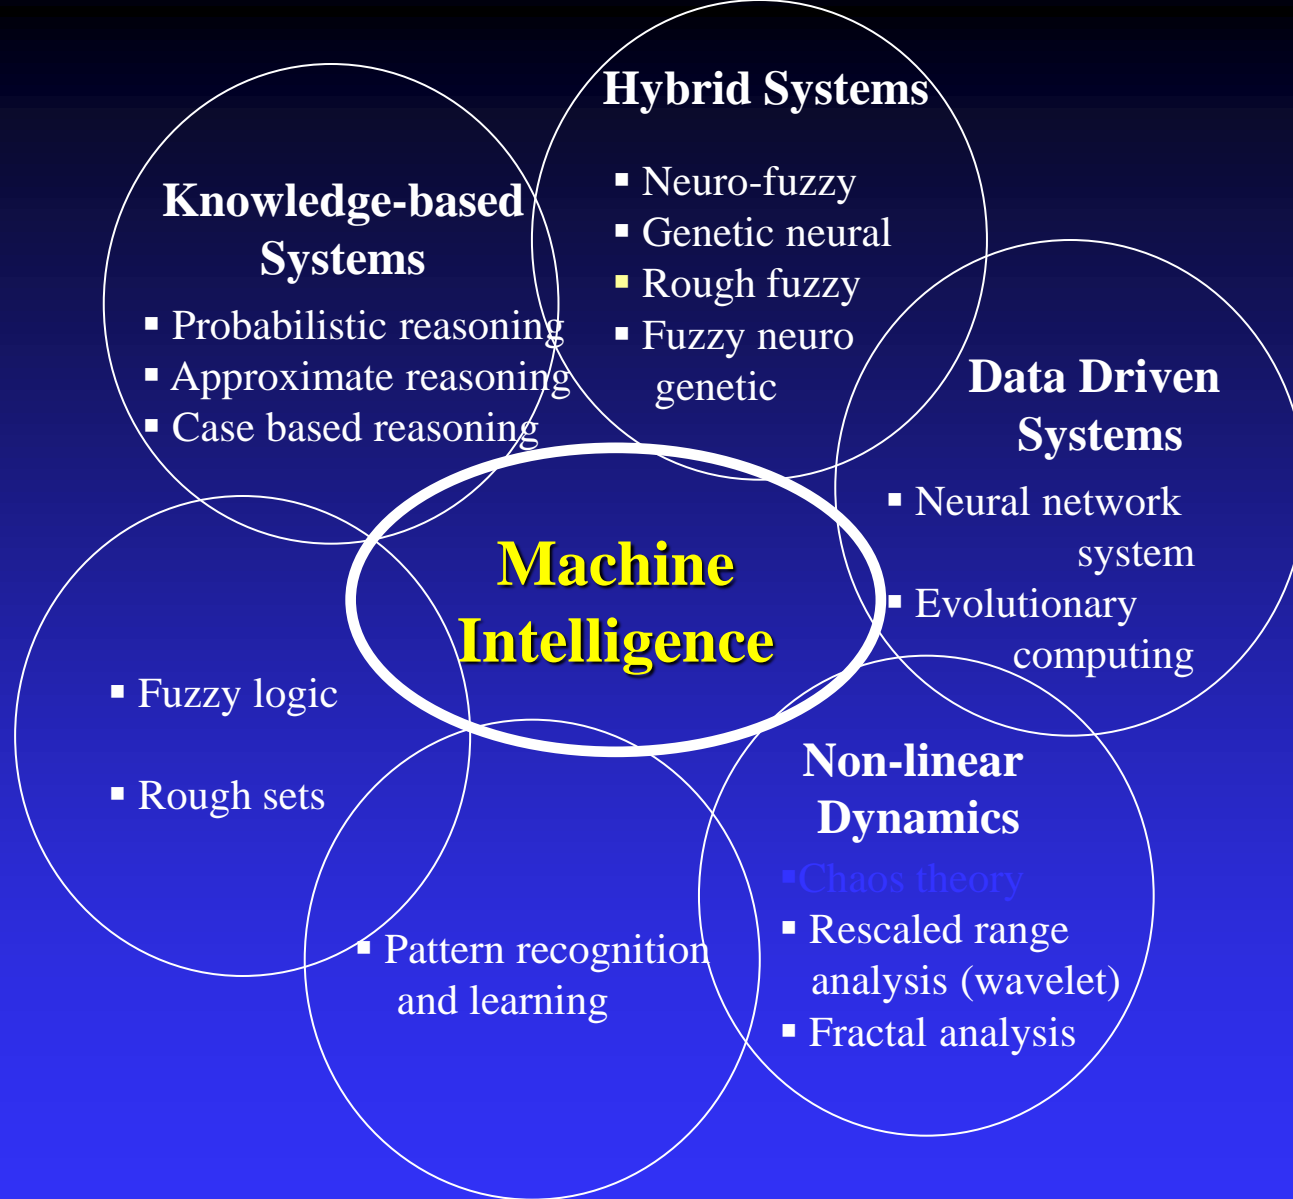 Hybrid Systems
▪ Neuro-fuzzy
▪ Genetic neural
▪ Rough fuzzy
▪ Fuzzy neuro
genetic
Knowledge-based
Systems
▪ Probabilistic reasoning
▪ Approximate reasoning
▪ Case based reasoning
Data Driven
Systems
▪ Neural network
system
▪ Evolutionary
computing
Machine
Intelligence
▪ Fuzzy logic
▪ Rough sets
Non-linear
Dynamics
▪Chaos theory
▪ Rescaled range
analysis (wavelet)
▪ Fractal analysis
▪ Pattern recognition
and learning